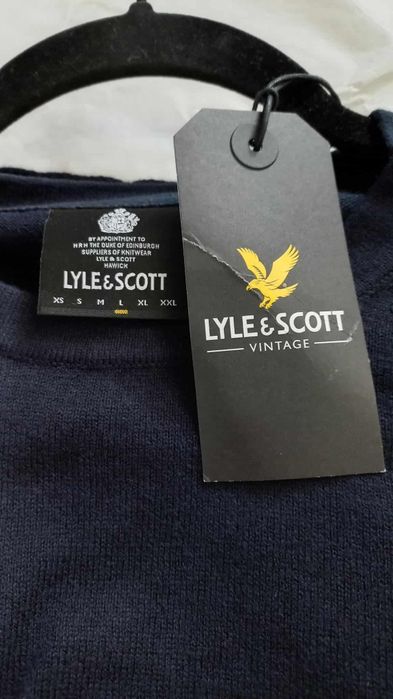 BY APPOINTMENT TO
HRH THE DUKE OF EDINBURGH
SUPPLIERS OF KNITWEAR
LYLE & SCOTT
HAWICK
LYLE & SCOTT
XS S M L XL XXL
LYLE & SCOTT
VINTAGE